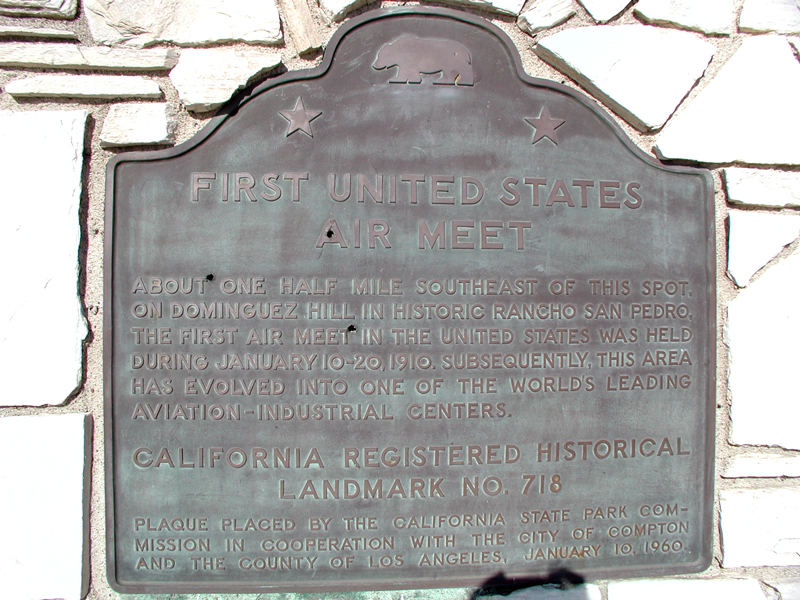 FIRST UNITED STATES
AIR MEET
ABOUT ONE HALF MILE SOUTHEAST OF THIS SPOT,
ON DOMINGUEZ HILL IN HISTORIC RANCHO SAN PEDRO,
THE FIRST AIR MEET IN THE UNITED STATES WAS HELD
DURING JANUARY 10-20, 1910. SUBSEQUENTLY, THIS AREA
HAS EVOLVED INTO ONE OF THE WORLD'S LEADING
AVIATION-INDUSTRIAL CENTERS.
CALIFORNIA REGISTERED HISTORICAL
LANDMARK NO. 718
PLAQUE PLACED BY THE CALIFORNIA STATE PARK COM-
MISSION IN COOPERATION WITH THE CITY OF COMPTON
AND THE COUNTY OF LOS ANGELES, JANUARY 10, 1960.